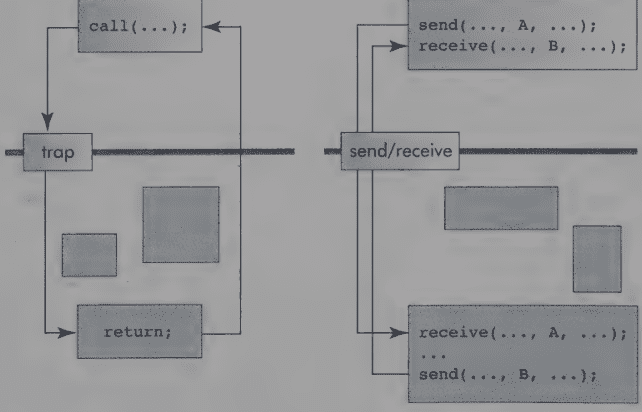 call(...);
trap
return;
send(..., A, ...);
receive(..., B, ...);
send/receive
receive(..., A, ...);
...
send(..., B, ...);